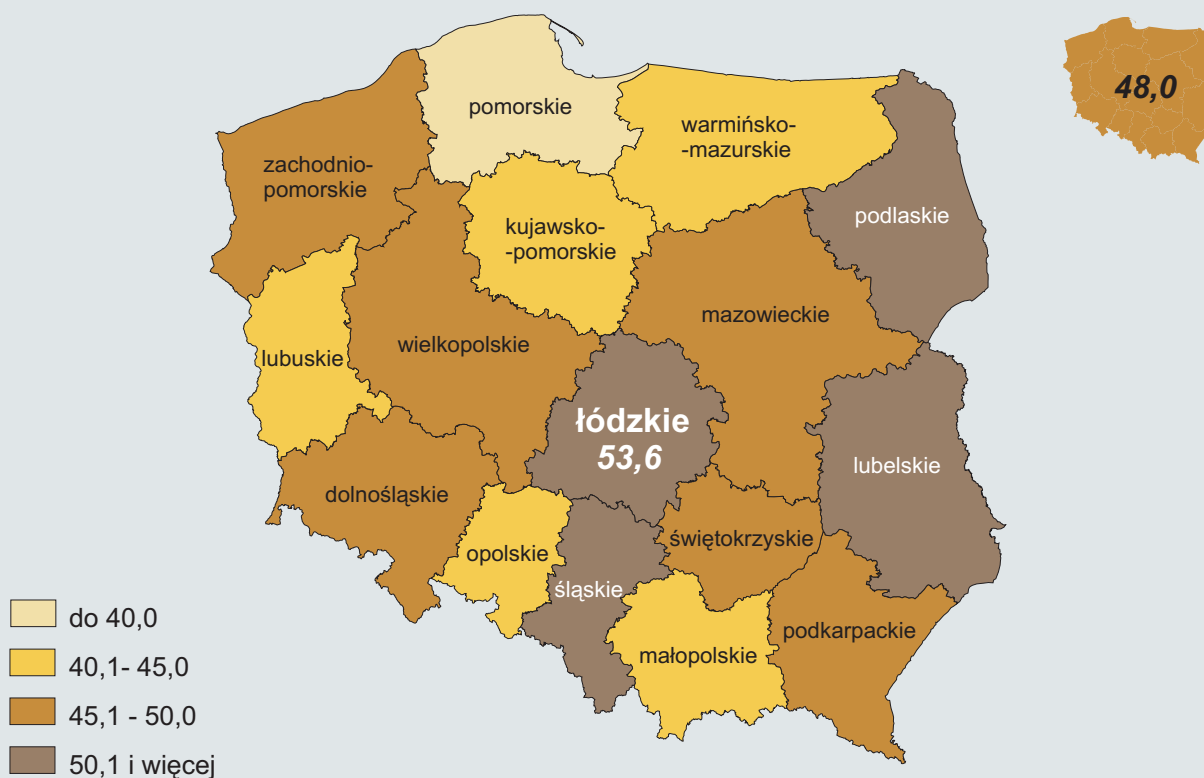 pomorskie
48,0
warmińsko-
-mazurskie
zachodnio-
pomorskie
podlaskie
kujawsko-
-pomorskie
mazowieckie
wielkopolskie
lubuskie
łódzkie
53,6
lubelskie
dolnośląskie
świętokrzyskie
opolskie
śląskie
podkarpackie
małopolskie
do 40,0
40,1- 45,0
45,1 - 50,0
50,1 i więcej